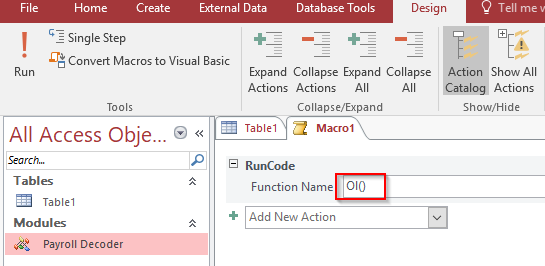 File Home Create External Data Database Tools Design Tell me w
Run
Single Step
Convert Macros to Visual Basic
Tools
Expand Actions
Collapse Actions
Expand All
Collapse All
Collapse/Expand
Action Catalog
Show All Actions
Show/Hide
All Access Obje...
Search...
Tables
Table1
Modules
Payroll Decoder
Table1
Macro1
RunCode
Function Name OI()
Add New Action